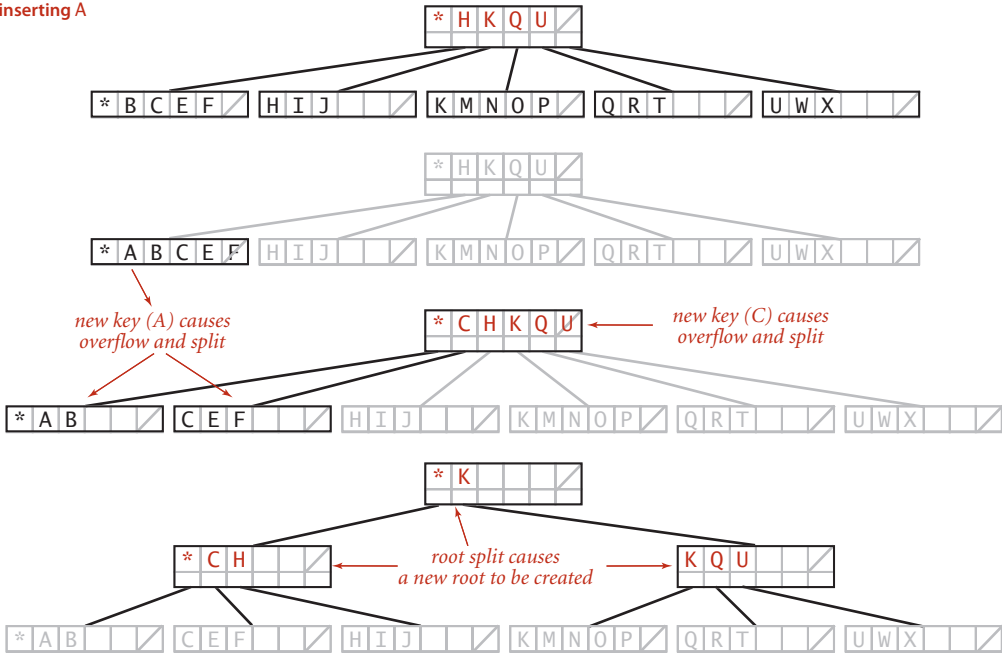 inserting A
* H K Q U
* B C E F H I J K M N O P Q R T U W X
* H K Q U
* A B C E F H I J K M N O P Q R T U W X
new key (A) causes
overflow and split
* C H K Q U
new key (C) causes
overflow and split
* A B C E F H I J K M N O P Q R T U W X
* K
* C H
root split causes
a new root to be created
K Q U
* A B C E F H I J K M N O P Q R T U W X